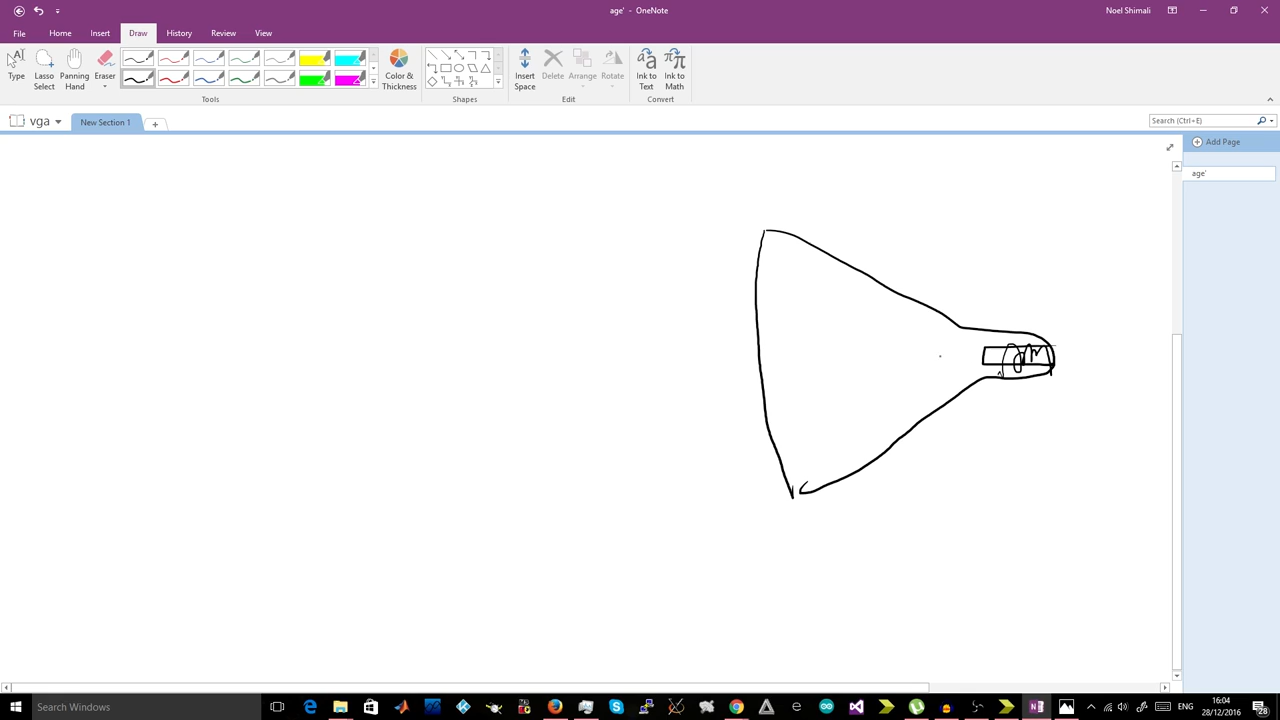 age' - OneNote
Noel Shimali
File Home Insert Draw History Review View
Type
Lasso Select
Panning Hand
Eraser
Color & Thickness
Insert Space
Delete
Arrange
Rotate
Ink to Text
Ink to Math
Tools
Shapes
Edit
Convert
vga
New Section 1
Search (Ctrl+E)
Add Page
age'
Search Windows
ENG
16:04
28/12/2016